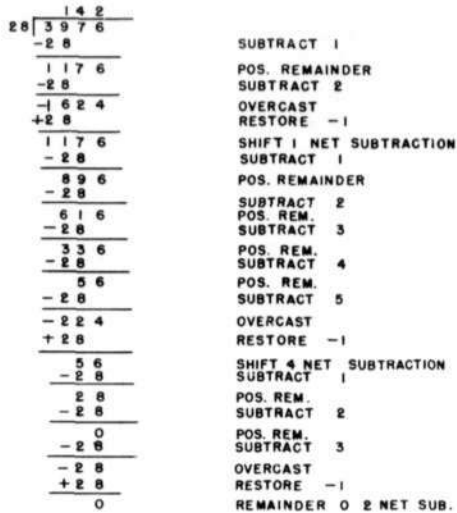 142
28 3976
-28 SUBTRACT 1
1176 POS. REMAINDER
-28 SUBTRACT 2
-1624 OVERCAST
+28 RESTORE -1
1176 SHIFT 1 NET SUBTRACTION
-28 SUBTRACT 1
896 POS. REMAINDER
-28 SUBTRACT 2
616 POS. REM.
-28 SUBTRACT 3
336 POS. REM.
-28 SUBTRACT 4
56 POS. REM.
-28 SUBTRACT 5
-224 OVERCAST
+28 RESTORE -1
56 SHIFT 4 NET SUBTRACTION
-28 SUBTRACT 1
28 POS. REM.
-28 SUBTRACT 2
0 POS. REM.
-28 SUBTRACT 3
-28 OVERCAST
+28 RESTORE -1
0 REMAINDER 0 2 NET SUB.